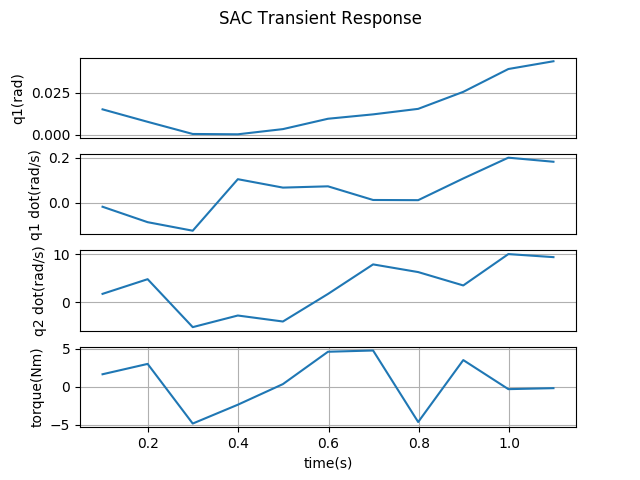 SAC Transient Response
q1(rad)
0.025
0.000
q1 dot(rad/s)
0.2
0.0
q2 dot(rad/s)
10
0
torque(Nm)
5
0
−5
0.2 0.4 0.6 0.8 1.0
time(s)